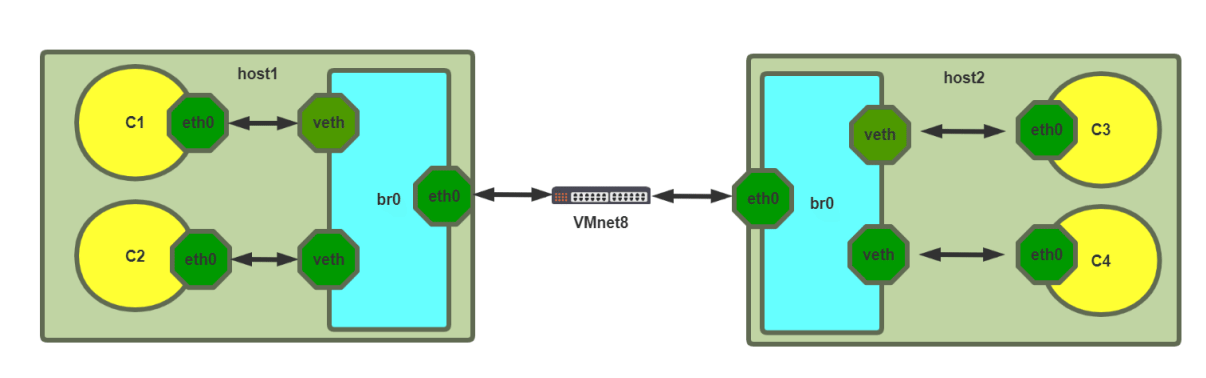 host1
C1
eth0
veth
br0
eth0
C2
eth0
veth
VMnet8
host2
eth0
br0
veth
eth0
C3
veth
eth0
C4